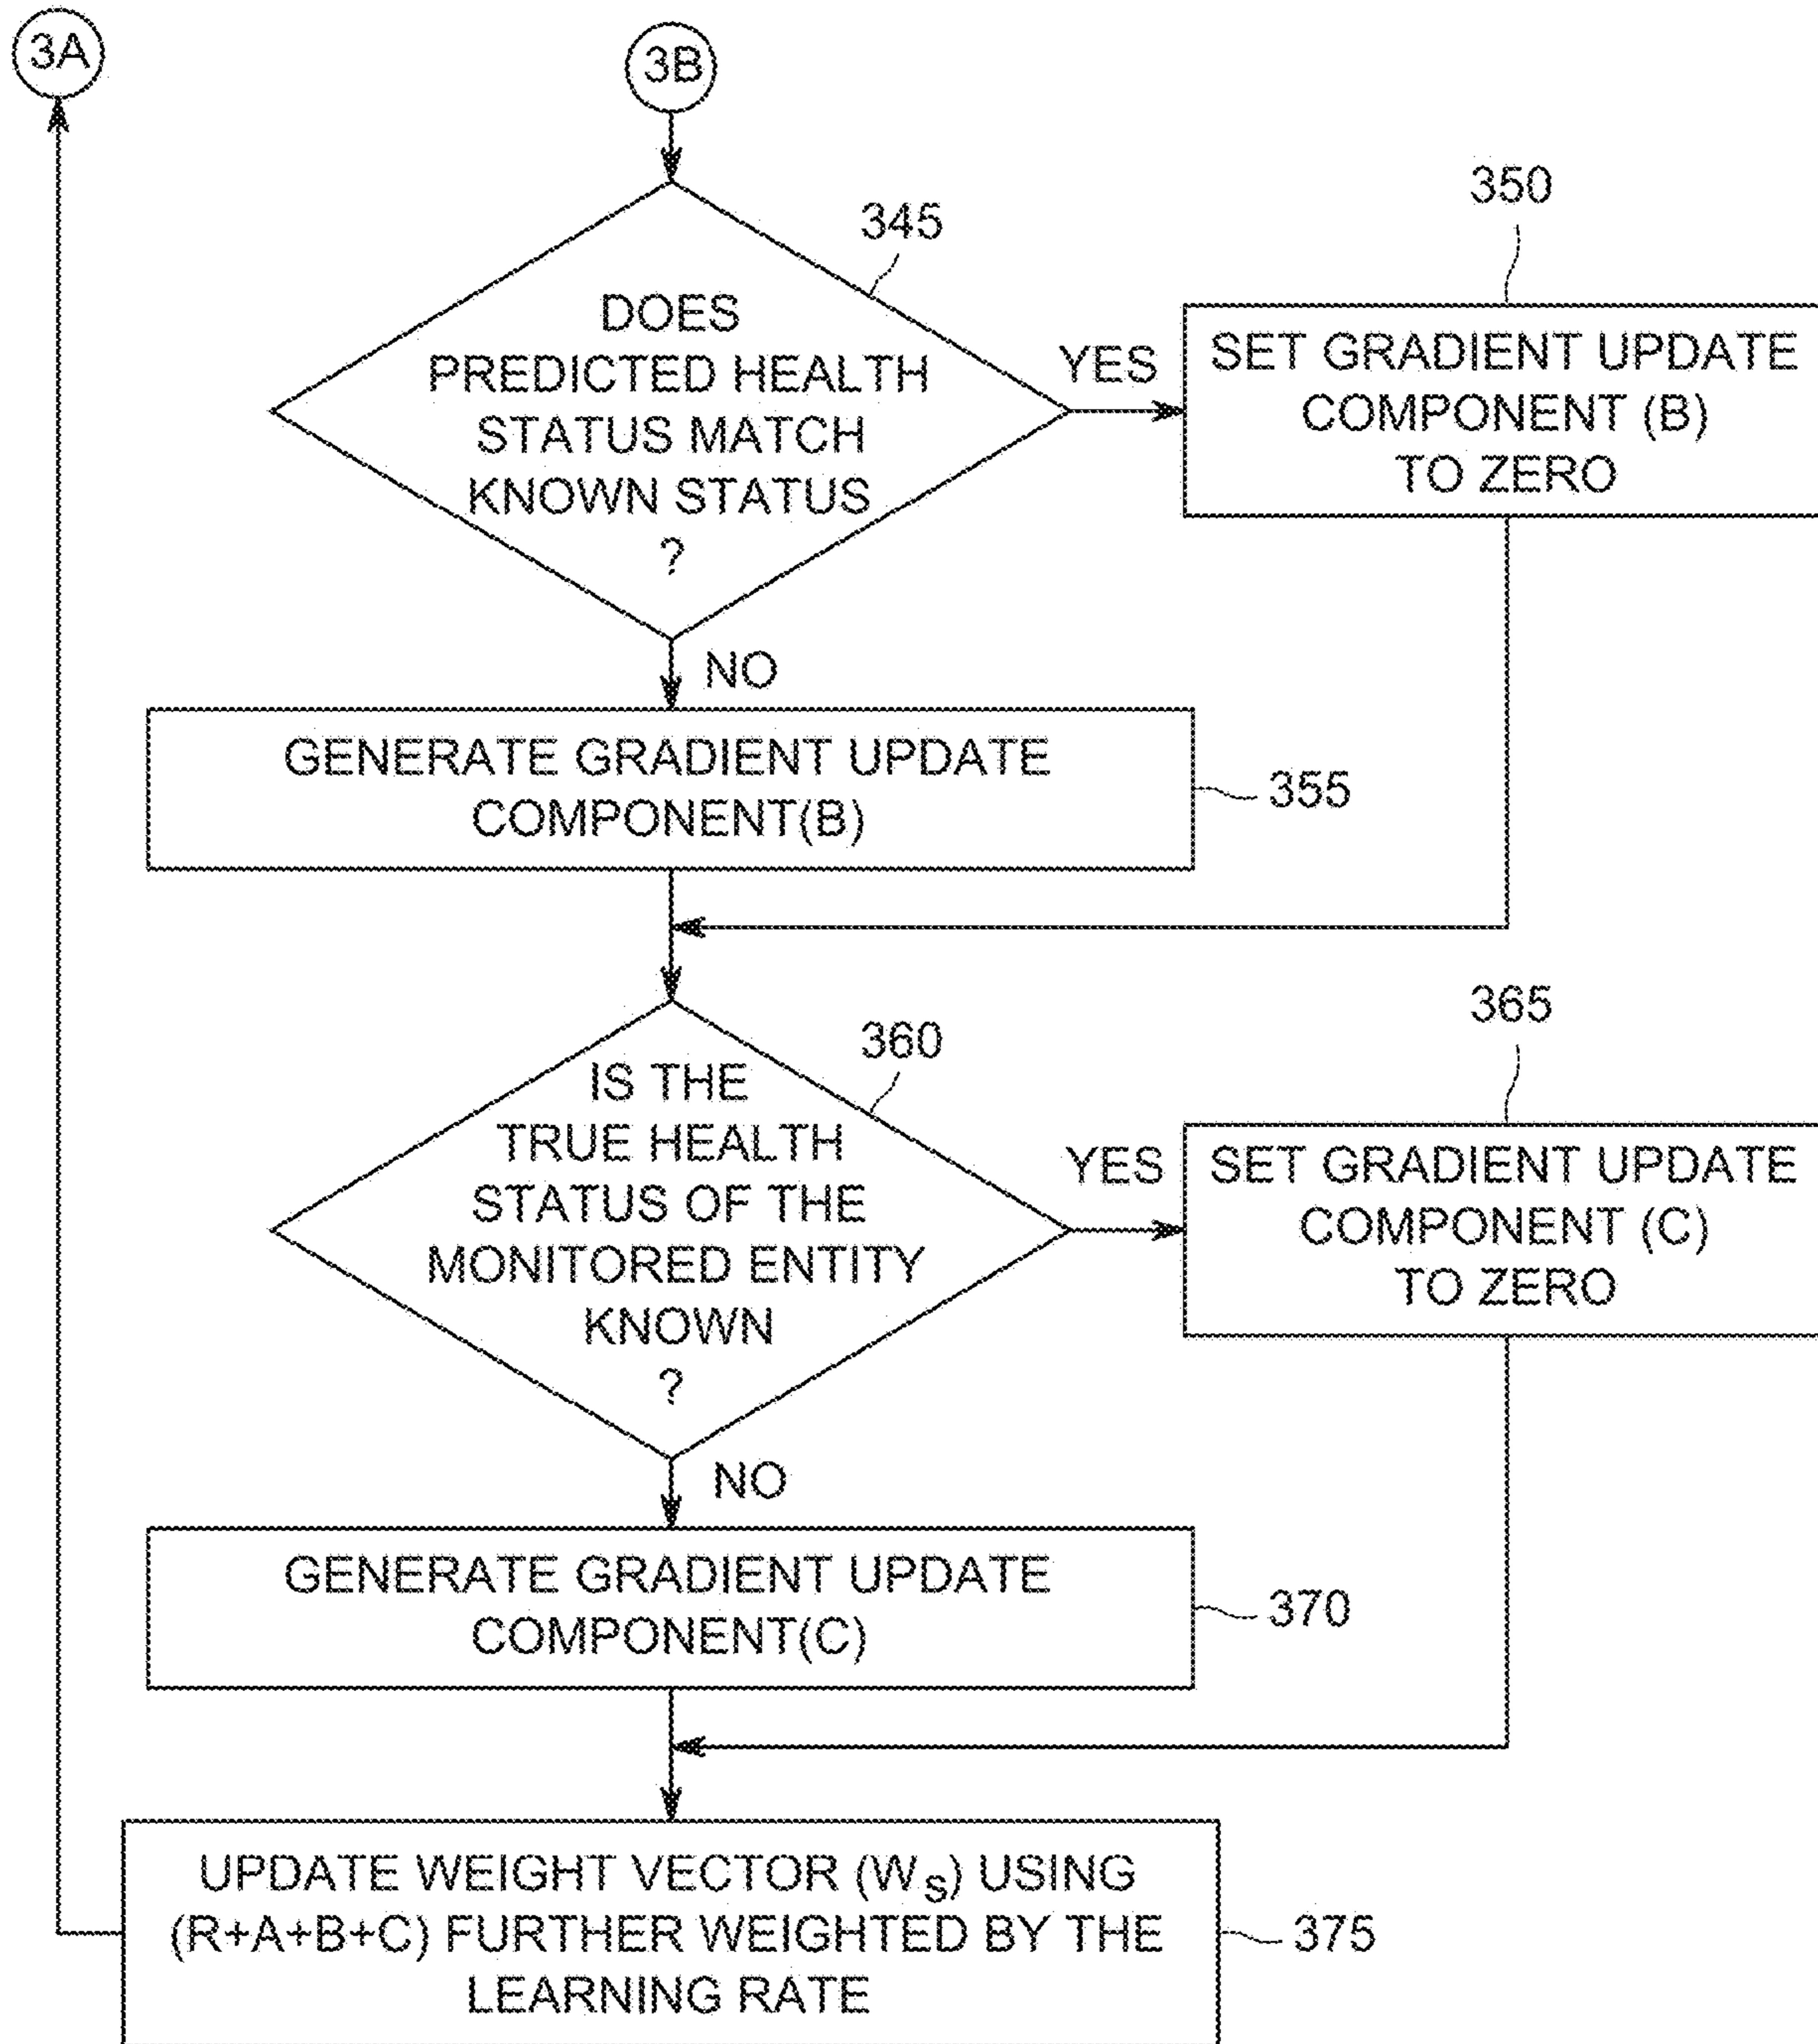 3A
3B
345
350
DOES
PREDICTED HEALTH
STATUS MATCH
KNOWN STATUS
?
YES
SET GRADIENT UPDATE
COMPONENT (B)
TO ZERO
NO
GENERATE GRADIENT UPDATE
COMPONENT(B)
355
360
365
IS THE
TRUE HEALTH
STATUS OF THE
MONITORED ENTITY
KNOWN
?
YES
SET GRADIENT UPDATE
COMPONENT (C)
TO ZERO
NO
GENERATE GRADIENT UPDATE
COMPONENT(C)
370
UPDATE WEIGHT VECTOR (Ws) USING
(R+A+B+C) FURTHER WEIGHTED BY THE
LEARNING RATE
375